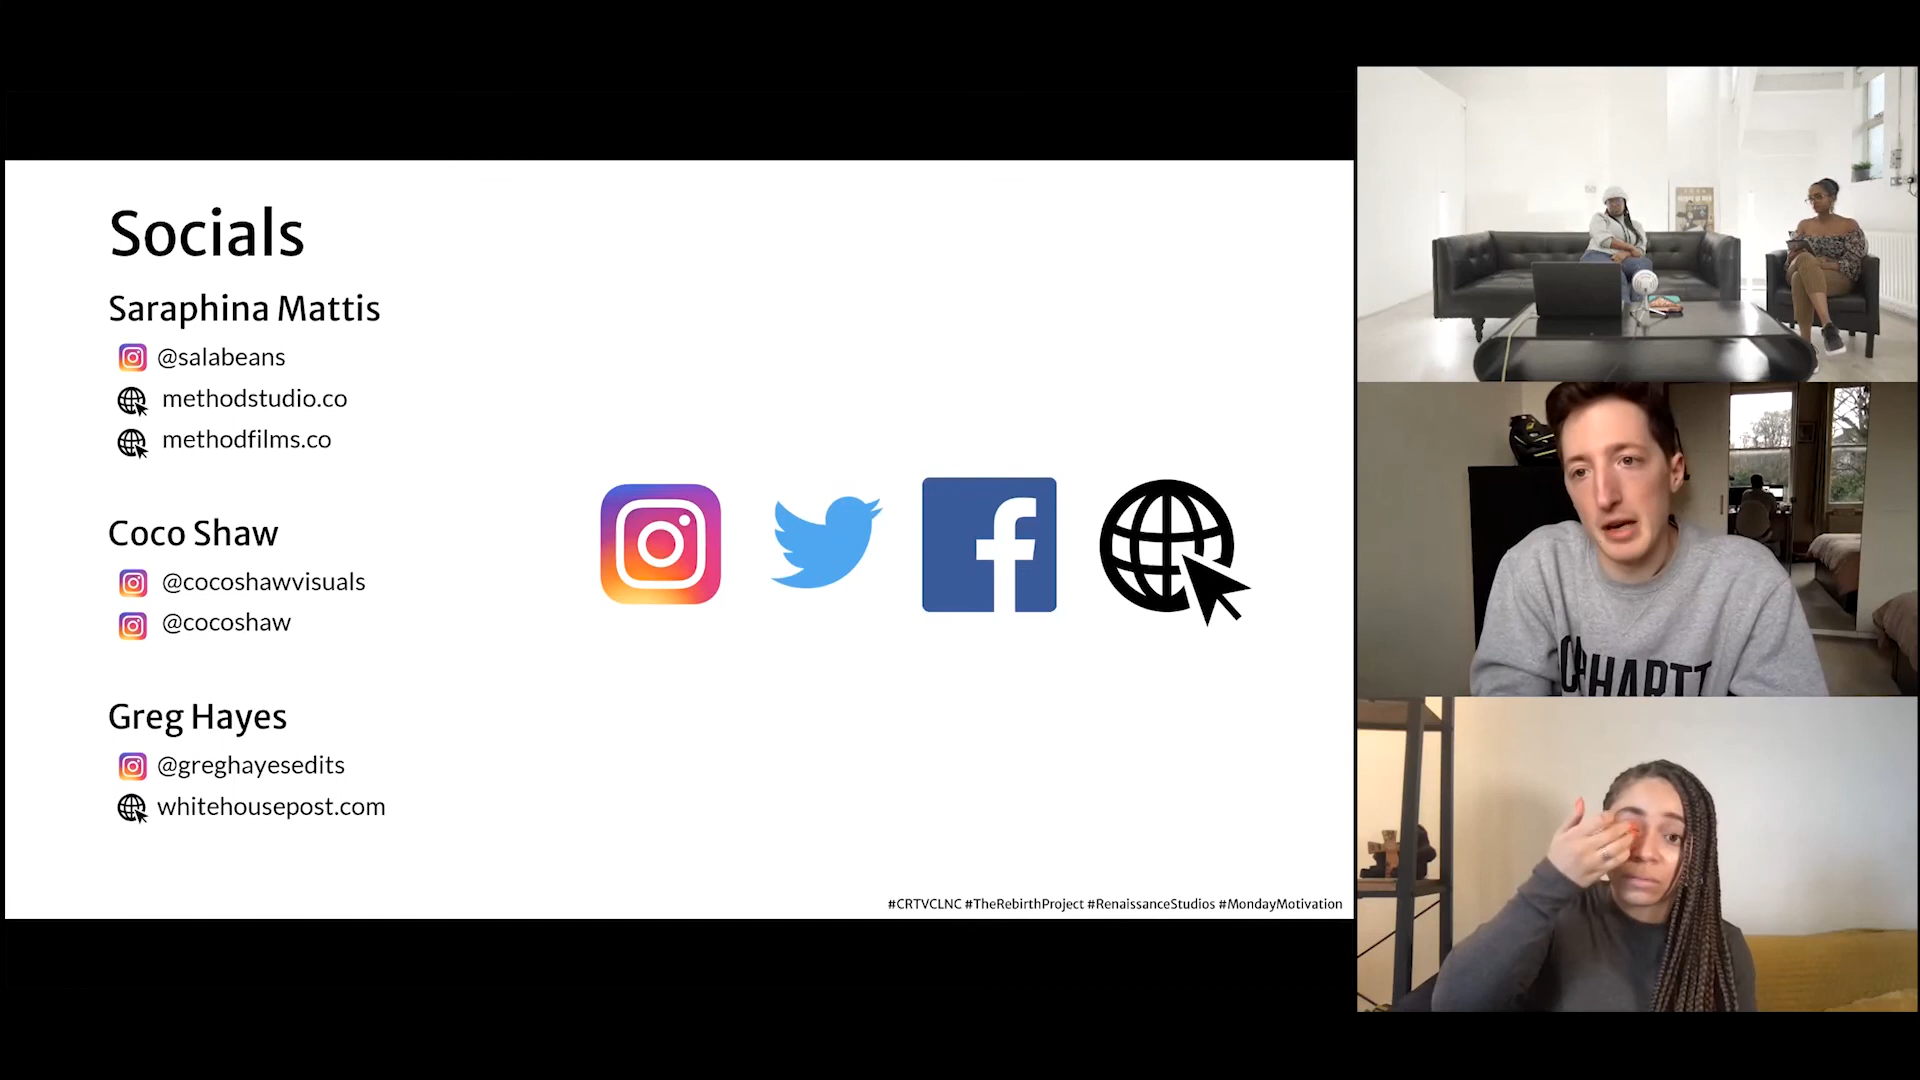 Socials
Saraphina Mattis
@salabeans
methodstudio.co
methodfilms.co
Coco Shaw
@cocoshawvisuals
@cocoshaw
Greg Hayes
@greghayesedits
whitehousepost.com
#CRTVCLNC #TheRebirthProject #RenaissanceStudios #MondayMotivation